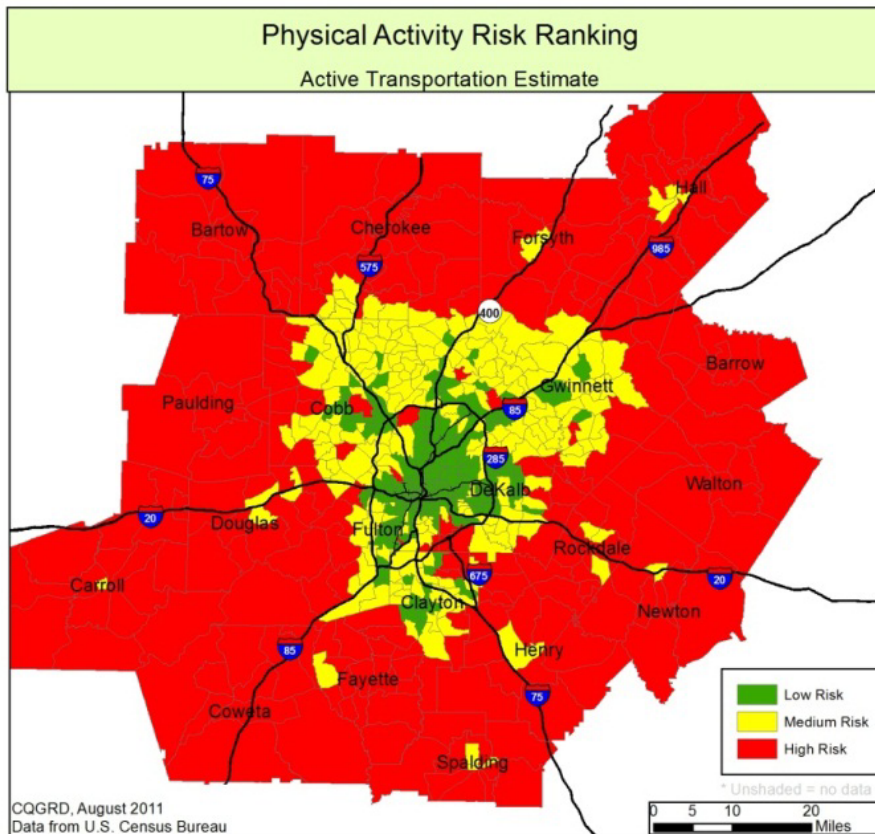 Physical Activity Risk Ranking
Active Transportation Estimate
75
Hall
Bartow
Cherokee
Forsyth
985
575
400
Barrow
Gwinnett
Paulding
Cobb
85
285
DeKalb
Walton
20
Douglas
Fulton
Rockdale
Carroll
675
20
Clayton
Newton
85
Henry
Fayette
75
Coweta
Low Risk
Medium Risk
High Risk
Spalding
* Unshaded = no data
CQGRD, August 2011
Data from U.S. Census Bureau
0 5 10 20
Miles